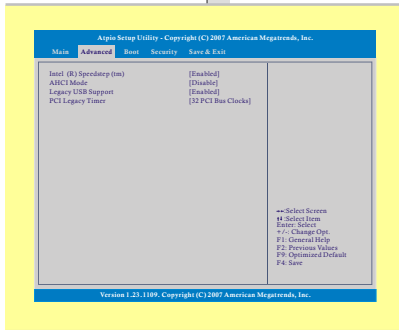 Atpio Setup Utility - Copyright (C) 2007 American Megatrends, Inc.
Main Advanced Boot Security Save & Exit
Intel (R) Speedstep (tm) [Enabled]
AHCI Mode [Disable]
Legacy USB Support [Enabled]
PCI Legacy Timer [32 PCI Bus Clocks]
↔:Select Screen
↕:Select Item
Enter: Select
+/-: Change Opt.
F1: General Help
F2: Previous Values
F9: Optimized Default
F4: Save
Version 1.23.1109. Copyright (C) 2007 American Megatrends, Inc.